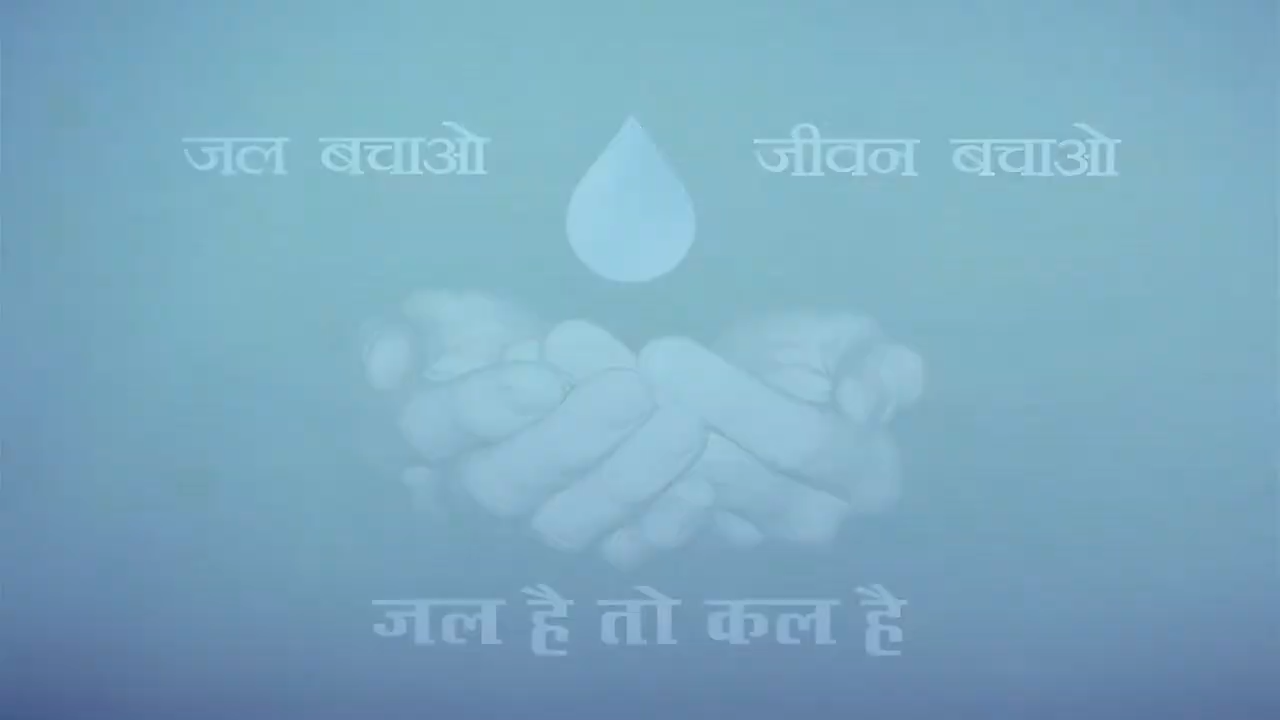 जल बचाओ
जीवन बचाओ
जल है तो कल है